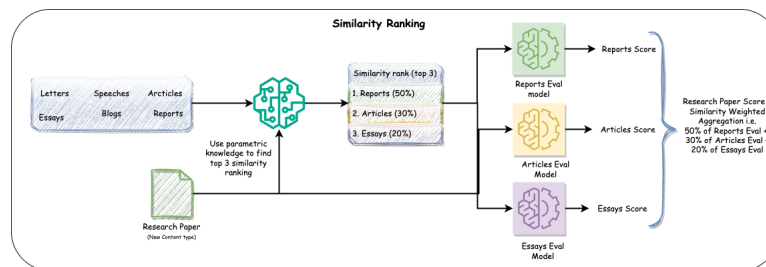 Similarity Ranking
Letters Speeches Arcticles
Essays Blogs Reports
Use parametric
knowledge to find
top 3 similarity
ranking
Research Paper
(New Content type)
Similarity rank (top 3)
1. Reports (50%)
2. Articles (30%)
3. Essays (20%)
Reports Eval
model
Articles Eval
Model
Essays Eval
Model
Reports Score
Articles Score
Essays Score
Research Paper Score
Similarity Weighted
Aggregation i.e.
50% of Reports Eval +
30% of Articles Eval
20% of Essays Eval